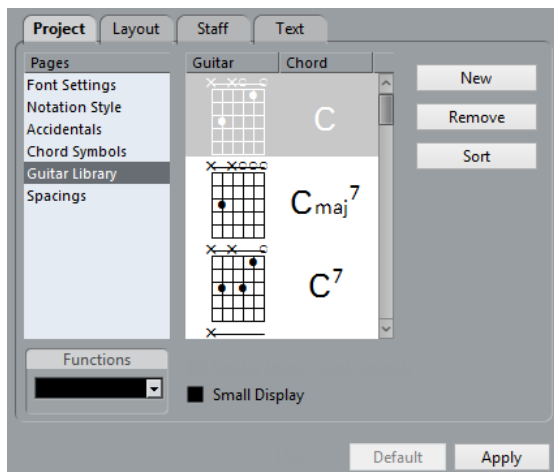 Project Layout Staff Text
Pages
Font Settings
Notation Style
Accidentals
Chord Symbols
Guitar Library
Spacings
Functions
Guitar Chord
C
Cmaj7
C7
Small Display
New
Remove
Sort
Default Apply